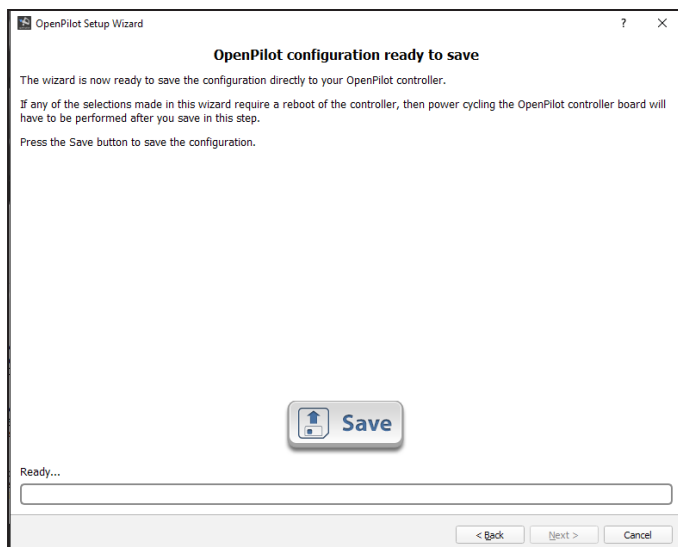 OpenPilot Setup Wizard
?
OpenPilot configuration ready to save
The wizard is now ready to save the configuration directly to your OpenPilot controller.
If any of the selections made in this wizard require a reboot of the controller, then power cycling the OpenPilot controller board will
have to be performed after you save in this step.
Press the Save button to save the configuration.
Save
Ready...
< Back
Next >
Cancel